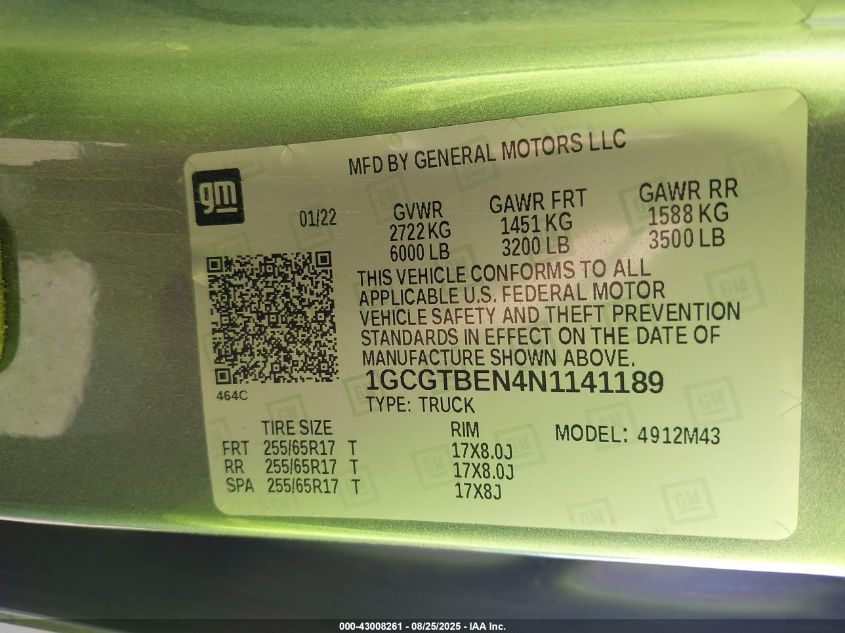 MFD BY GENERAL MOTORS LLC
gm
01/22
GVWR GAWR FRT GAWR RR
2722 KG 1451 KG 1588 KG
6000 LB 3200 LB 3500 LB
THIS VEHICLE CONFORMS TO ALL
APPLICABLE U.S. FEDERAL MOTOR
VEHICLE SAFETY AND THEFT PREVENTION
STANDARDS IN EFFECT ON THE DATE OF
MANUFACTURE SHOWN ABOVE.
464C
1GCGTBEN4N1141189
TYPE: TRUCK
TIRE SIZE RIM MODEL: 4912M43
FRT 255/65R17 T 17X8.0J
RR 255/65R17 T 17X8.0J
SPA 255/65R17 T 17X8J
000-43008261 - 08/25/2025 - IAA Inc.